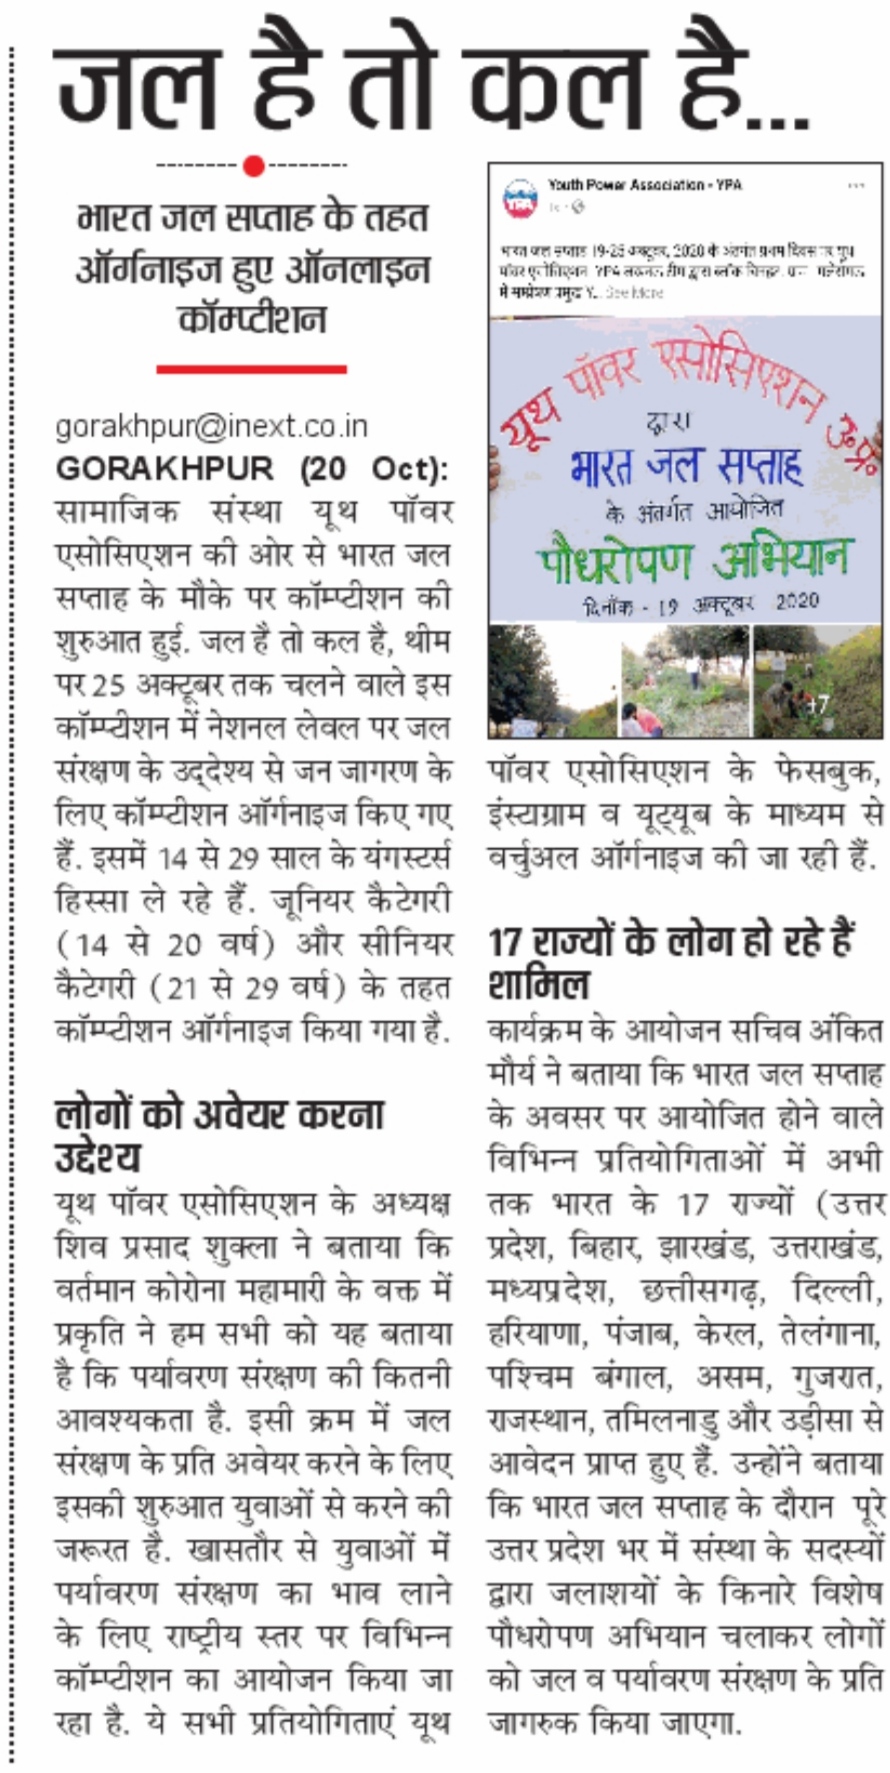 जल है तो कल है...
भारत जल सप्ताह के तहत
ऑर्गनाइज हुए ऑनलाइन
कॉम्प्टीशन
gorakhpur@inext.co.in
GORAKHPUR (20 Oct):
सामाजिक संस्था यूथ पॉवर
एसोसिएशन की ओर से भारत जल
सप्ताह के मौके पर कॉम्प्टीशन की
शुरुआत हुई. जल है तो कल है, थीम
पर 25 अक्टूबर तक चलने वाले इस
कॉम्प्टीशन में नेशनल लेवल पर जल
संरक्षण के उद्देश्य से जन जागरण के
लिए कॉम्प्टीशन ऑर्गनाइज किए गए
हैं. इसमें 14 से 29 साल के यंगस्टर्स
हिस्सा ले रहे हैं. जूनियर कैटेगरी
(14 से 20 वर्ष) और सीनियर
कैटेगरी (21 से 29 वर्ष) के तहत
कॉम्प्टीशन ऑर्गनाइज किया गया है.
लोगों को अवेयर करना
उद्देश्य
यूथ पॉवर एसोसिएशन के अध्यक्ष
शिव प्रसाद शुक्ला ने बताया कि
वर्तमान कोरोना महामारी के वक्त में
प्रकृति ने हम सभी को यह बताया
है कि पर्यावरण संरक्षण की कितनी
आवश्यकता है. इसी क्रम में जल
संरक्षण के प्रति अवेयर करने के लिए
इसकी शुरुआत युवाओं से करने की
जरूरत है. खासतौर से युवाओं में
पर्यावरण संरक्षण का भाव लाने
के लिए राष्ट्रीय स्तर पर विभिन्न
कॉम्प्टीशन का आयोजन किया जा
रहा है. ये सभी प्रतियोगिताएं यूथ
Youth Power Association - YPA
YPA
भारत जल सप्ताह 19-25 अक्टूबर, 2020 के अंतर्गत प्रथम दिवस पर यूथ
पॉवर एसोसिएशन YPA लखनऊ टीम द्वारा ब्लॉक चिनहट
में See More
यूथ पॉवर एसोसिएशन उ.प्र.
द्वारा
भारत जल सप्ताह
के अंतर्गत आयोजित
पौधरोपण अभियान
दिनाँक - 19 अक्टूबर 2020
+7
पॉवर एसोसिएशन के फेसबुक,
इंस्टाग्राम व यूट्यूब के माध्यम से
वर्चुअल ऑर्गनाइज की जा रही हैं.
17 राज्यों के लोग हो रहे हैं
शामिल
कार्यक्रम के आयोजन सचिव अंकित
मौर्य ने बताया कि भारत जल सप्ताह
के अवसर पर आयोजित होने वाले
विभिन्न प्रतियोगिताओं में अभी
तक भारत के 17 राज्यों (उत्तर
प्रदेश, बिहार, झारखंड, उत्तराखंड,
मध्यप्रदेश, छत्तीसगढ़, दिल्ली,
हरियाणा, पंजाब, केरल, तेलंगाना,
पश्चिम बंगाल, असम, गुजरात,
राजस्थान, तमिलनाडु और उड़ीसा से
आवेदन प्राप्त हुए हैं. उन्होंने बताया
कि भारत जल सप्ताह के दौरान पूरे
उत्तर प्रदेश भर में संस्था के सदस्यों
द्वारा जलाशयों के किनारे विशेष
पौधरोपण अभियान चलाकर लोगों
को जल व पर्यावरण संरक्षण के प्रति
जागरुक किया जाएगा.